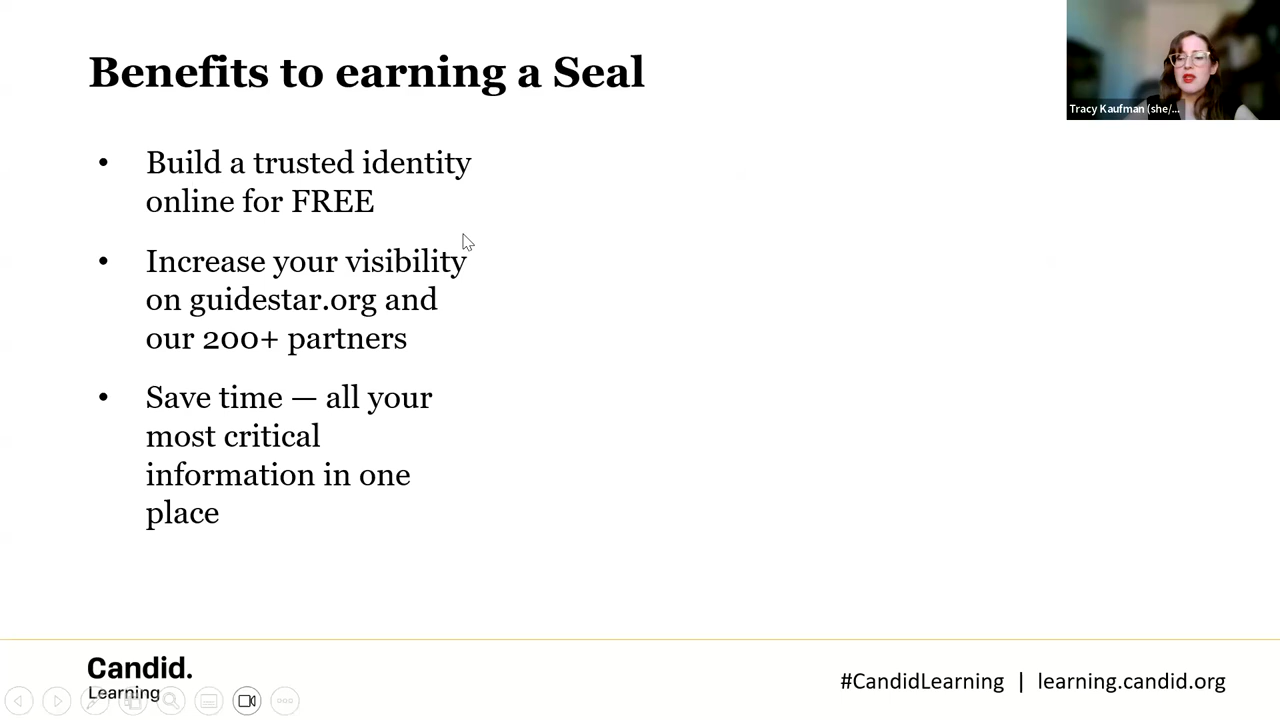 Benefits to earning a Seal
Tracy Kaufman (she/...
• Build a trusted identity
online for FREE
• Increase your visibility
on guidestar.org and
our 200+ partners
• Save time — all your
most critical
information in one
place
Candid.
Learning
#CandidLearning | learning.candid.org